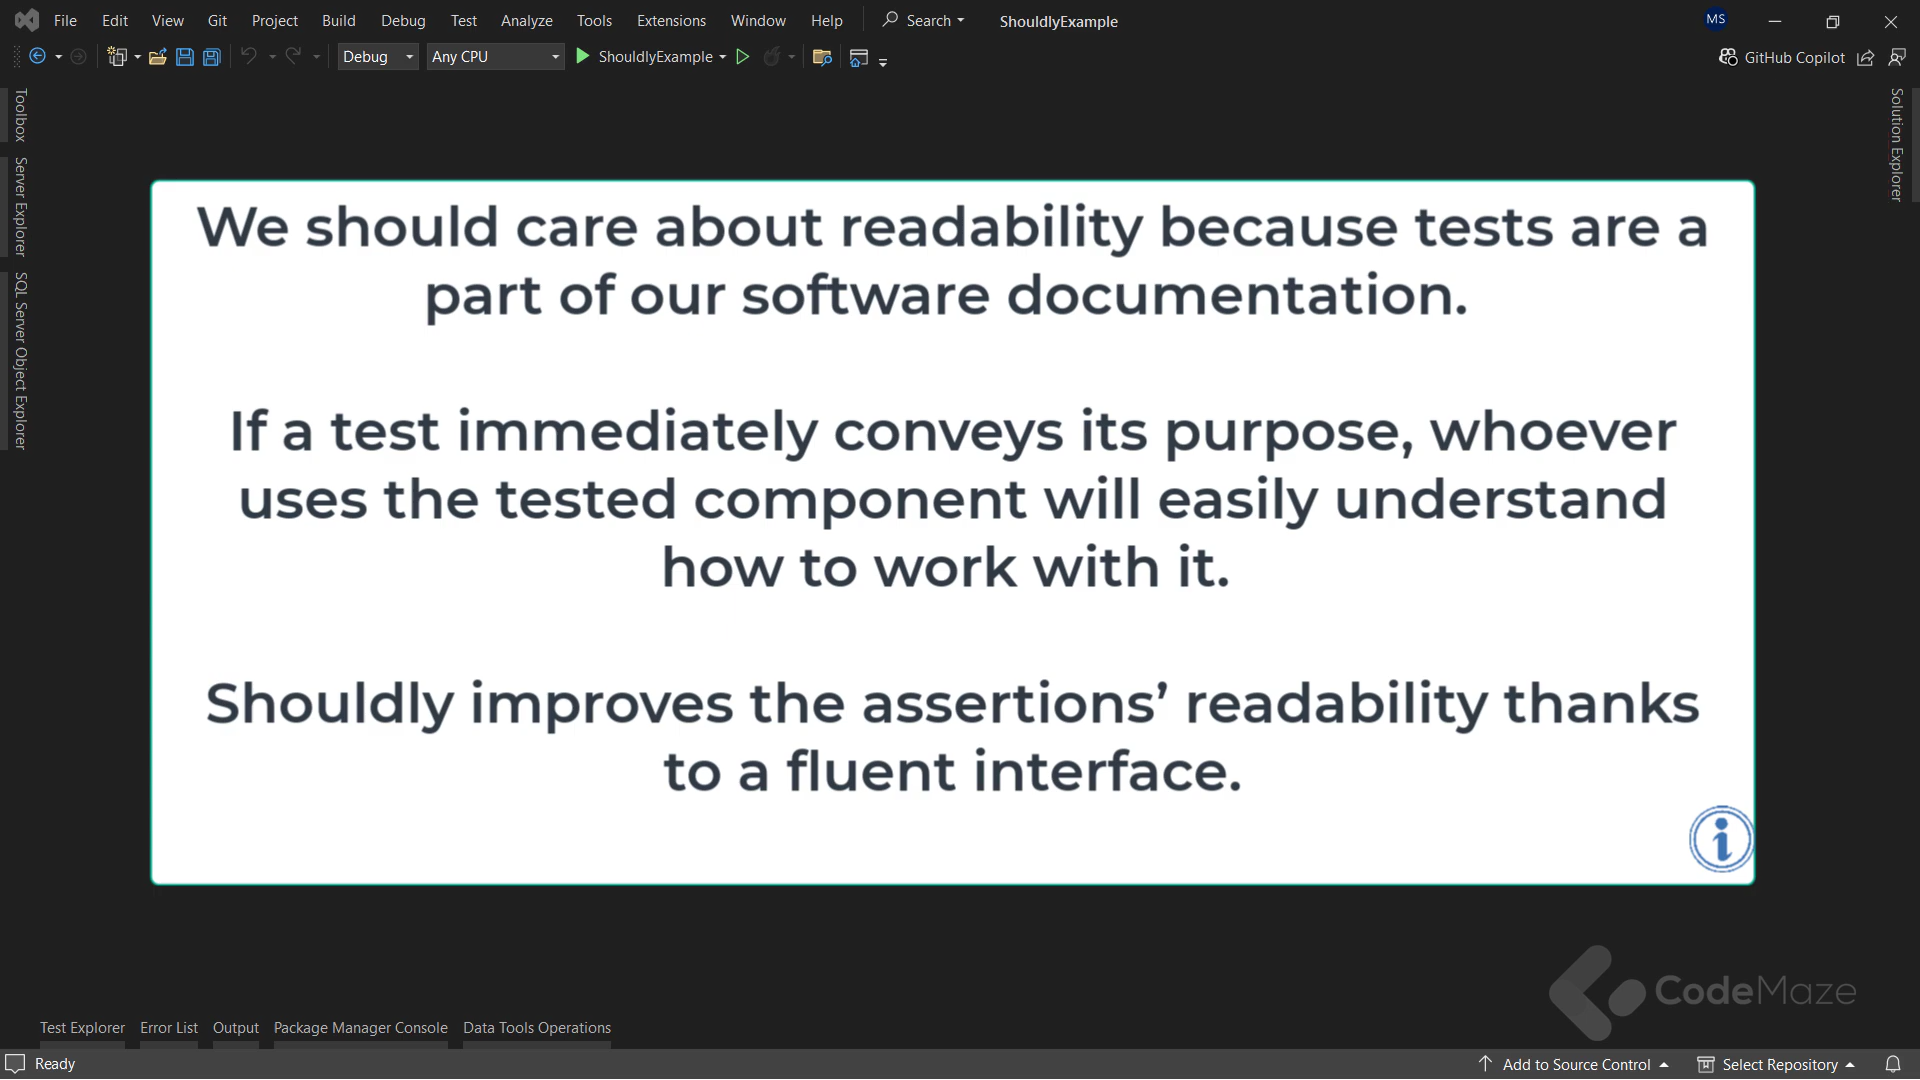 File Edit View Git Project Build Debug Test Analyze Tools Extensions Window Help Search ShouldlyExample MS
Debug Any CPU ShouldlyExample GitHub Copilot
Toolbox
Server Explorer
SQL Server Object Explorer
Solution Explorer
We should care about readability because tests are a
part of our software documentation.
If a test immediately conveys its purpose, whoever
uses the tested component will easily understand
how to work with it.
Shouldly improves the assertions’ readability thanks
to a fluent interface.
CodeMaze
Test Explorer Error List Output Package Manager Console Data Tools Operations
Ready Add to Source Control Select Repository